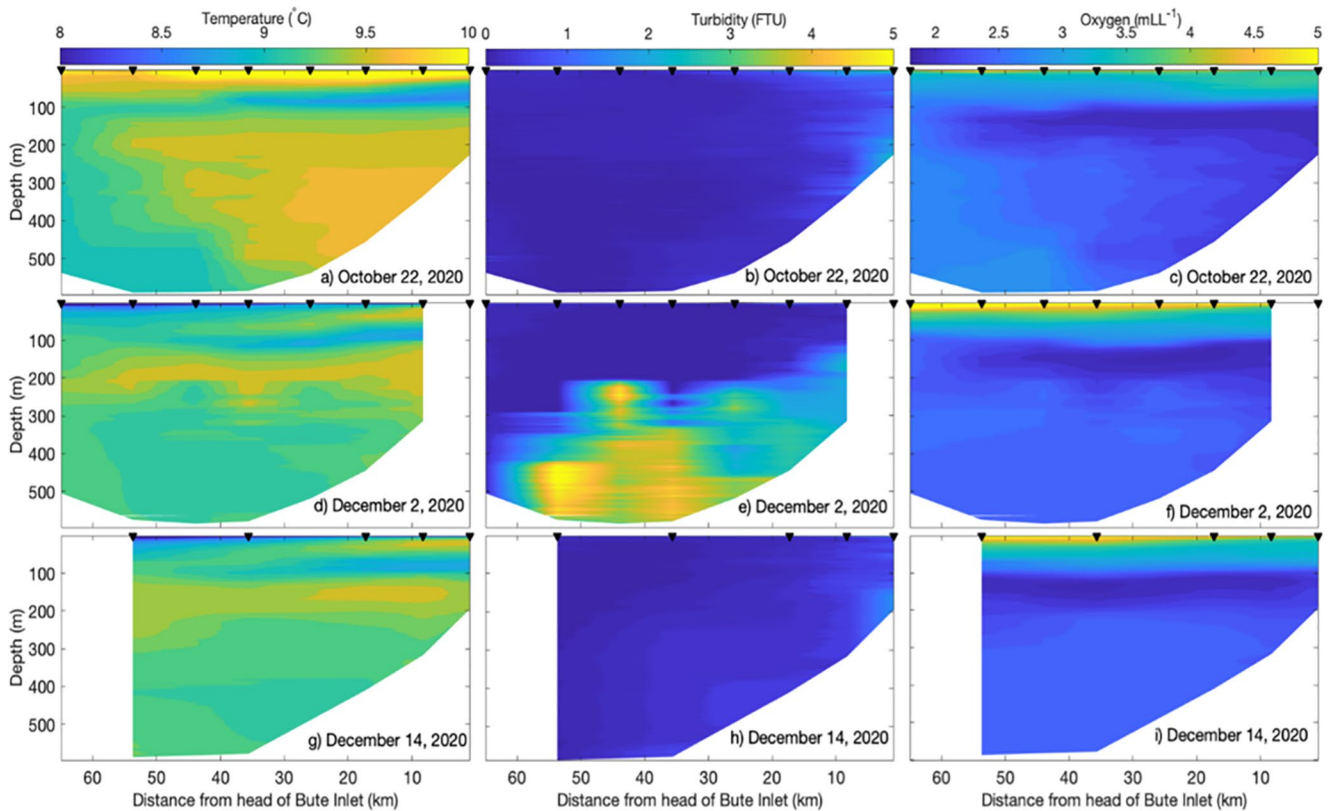 Temperature (°C) Turbidity (FTU) Oxygen (mLL⁻¹)
8 8.5 9 9.5 10 0 1 2 3 4 5 2 2.5 3 3.5 4 4.5 5
100
200
Depth (m)
300
400
500
a) October 22, 2020 b) October 22, 2020 c) October 22, 2020
100
200
Depth (m)
300
400
500
d) December 2, 2020 e) December 2, 2020 f) December 2, 2020
100
200
Depth (m)
300
400
500
g) December 14, 2020 h) December 14, 2020 i) December 14, 2020
60 50 40 30 20 10 60 50 40 30 20 10 60 50 40 30 20 10
Distance from head of Bute Inlet (km) Distance from head of Bute Inlet (km) Distance from head of Bute Inlet (km)